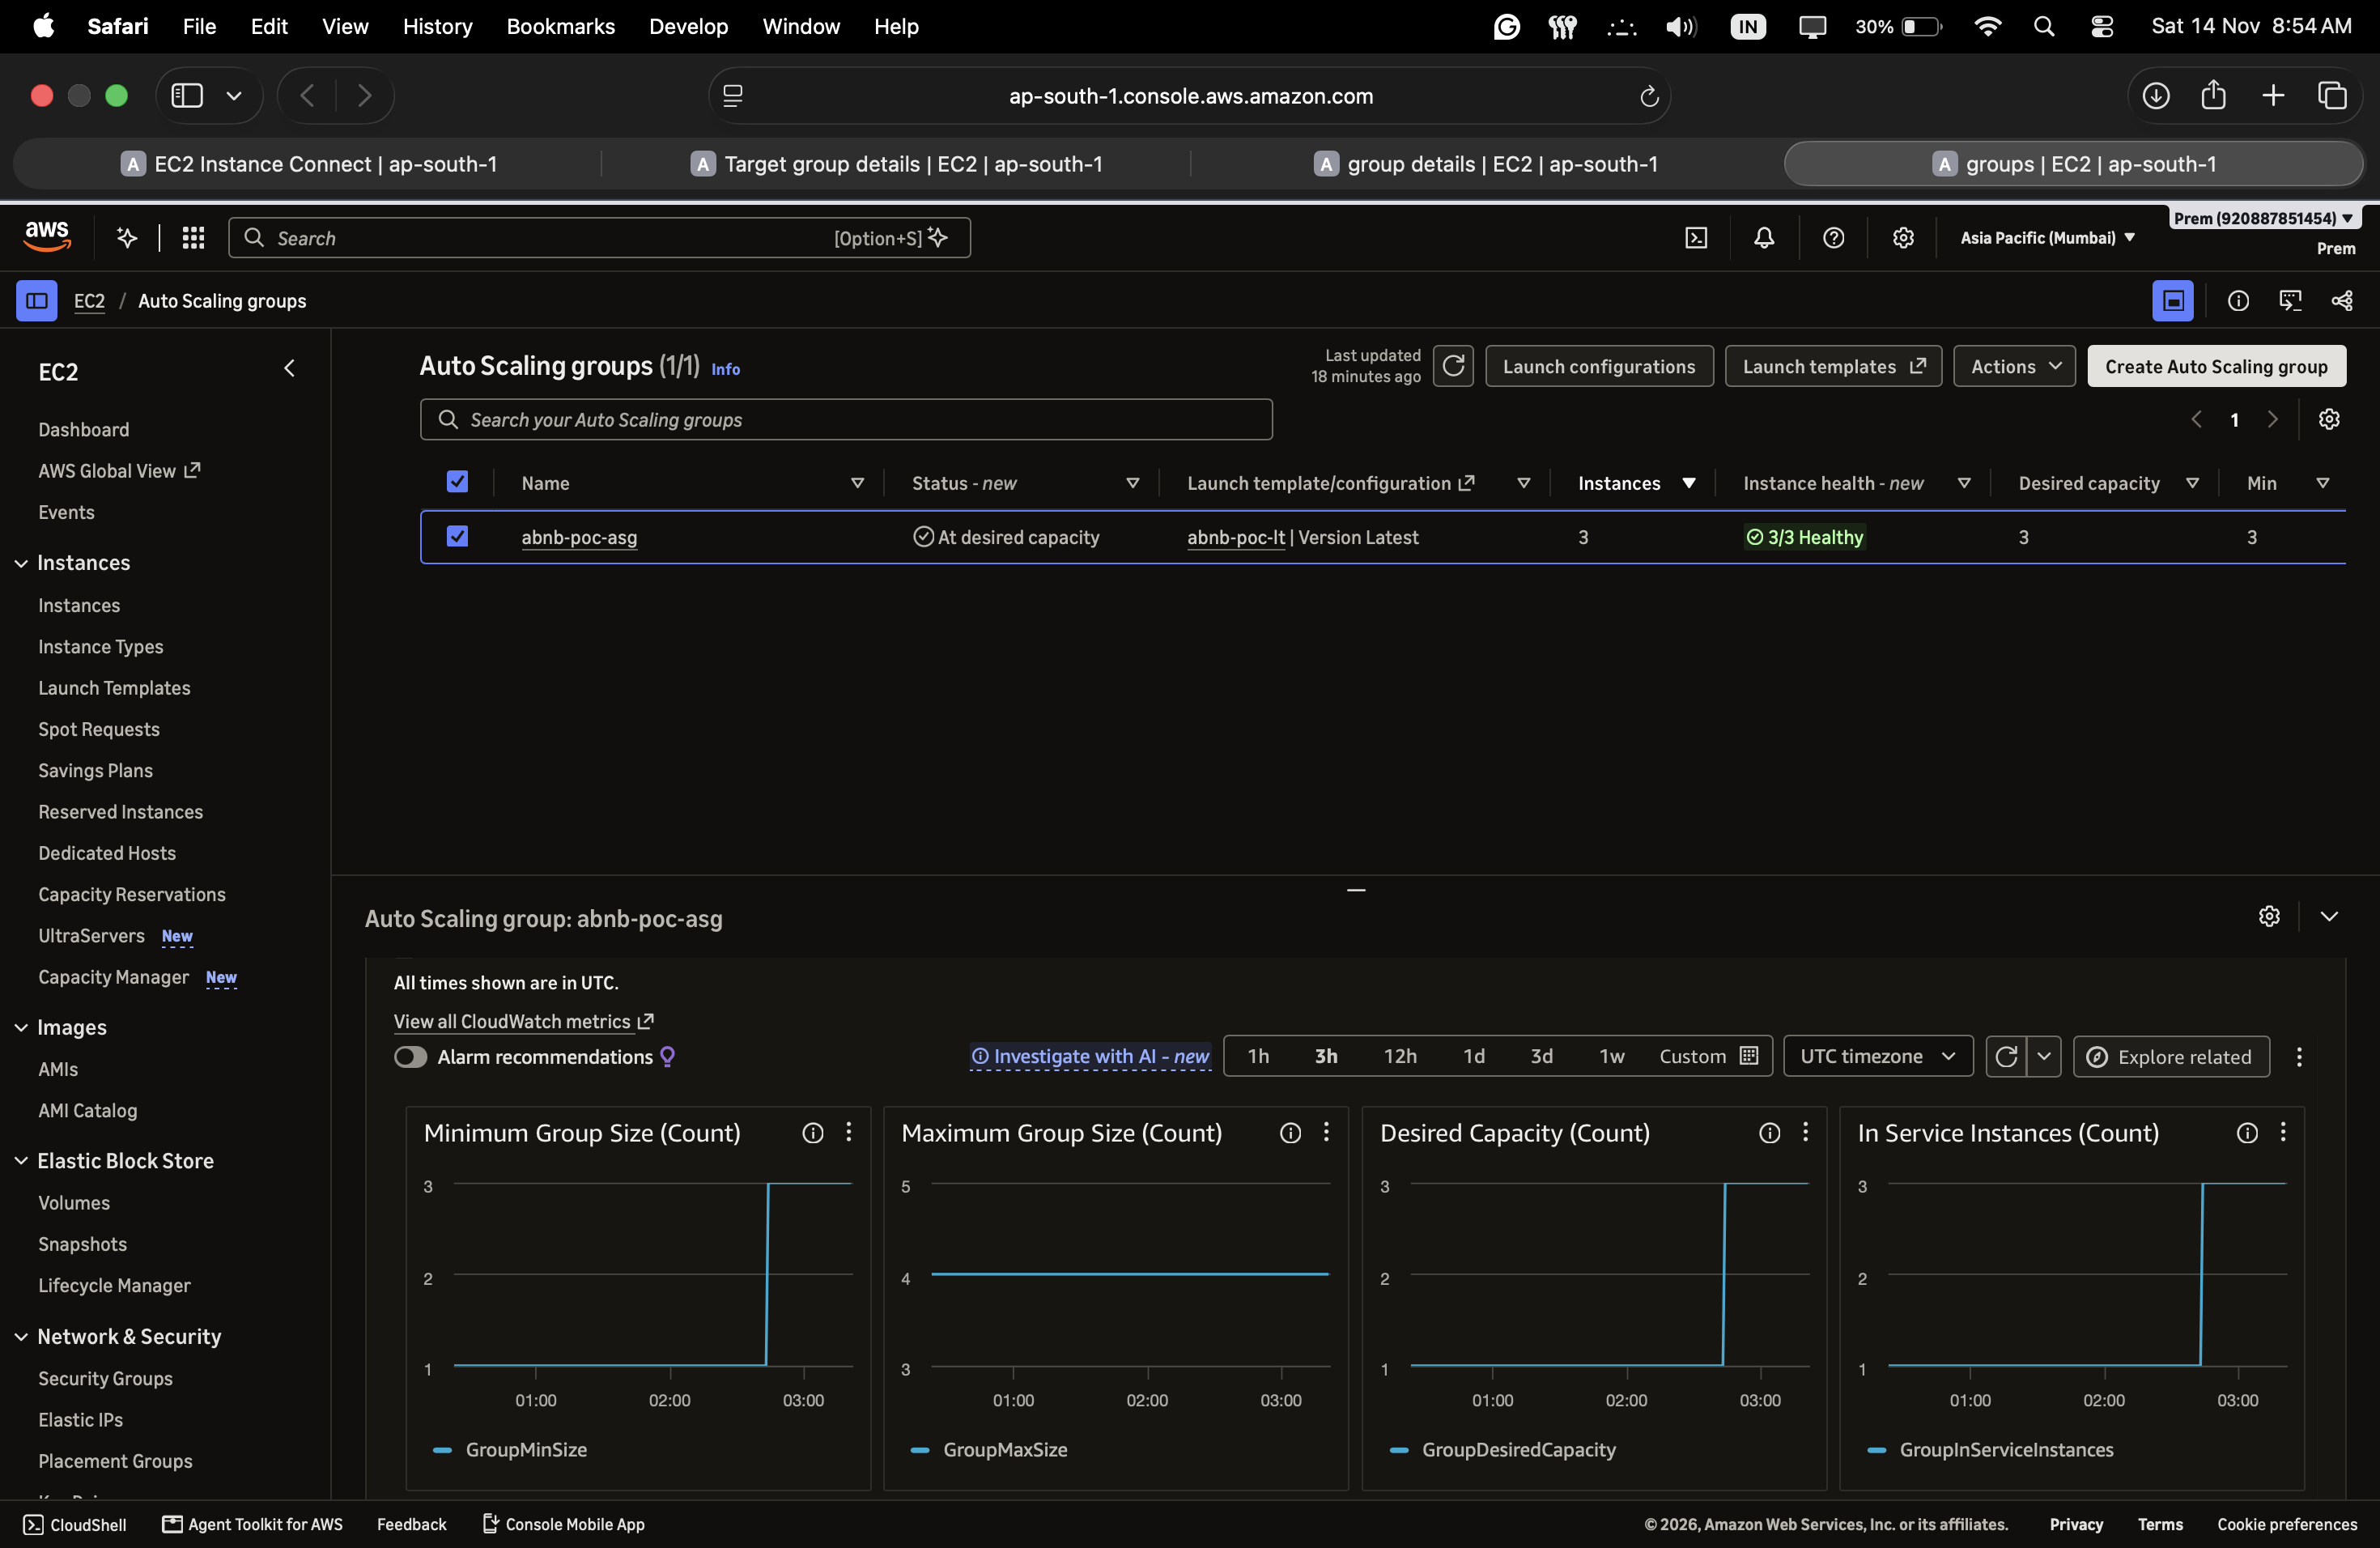 Safari File Edit View History Bookmarks Develop Window Help IN 30% Sat 14 Nov 8:54 AM
ap-south-1.console.aws.amazon.com
A EC2 Instance Connect | ap-south-1 A Target group details | EC2 | ap-south-1 A group details | EC2 | ap-south-1 A groups | EC2 | ap-south-1
aws Search [Option+S] Asia Pacific (Mumbai) Prem (920887851454)
Prem
EC2 / Auto Scaling groups
EC2
Dashboard
AWS Global View
Events
Instances
Instances
Instance Types
Launch Templates
Spot Requests
Savings Plans
Reserved Instances
Dedicated Hosts
Capacity Reservations
UltraServers New
Capacity Manager New
Images
AMIs
AMI Catalog
Elastic Block Store
Volumes
Snapshots
Lifecycle Manager
Network & Security
Security Groups
Elastic IPs
Placement Groups
Auto Scaling groups (1/1) Info
Last updated
18 minutes ago
Launch configurations Launch templates Actions Create Auto Scaling group
Search your Auto Scaling groups
1
Name Status - new Launch template/configuration Instances Instance health - new Desired capacity Min
abnb-poc-asg At desired capacity abnb-poc-lt | Version Latest 3 3/3 Healthy 3 3
Auto Scaling group: abnb-poc-asg
All times shown are in UTC.
View all CloudWatch metrics
Alarm recommendations
Investigate with AI - new 1h 3h 12h 1d 3d 1w Custom UTC timezone Explore related
Minimum Group Size (Count)
3
2
1
01:00 02:00 03:00
GroupMinSize
Maximum Group Size (Count)
5
4
3
01:00 02:00 03:00
GroupMaxSize
Desired Capacity (Count)
3
2
1
01:00 02:00 03:00
GroupDesiredCapacity
In Service Instances (Count)
3
2
1
01:00 02:00 03:00
GroupInServiceInstances
CloudShell Agent Toolkit for AWS Feedback Console Mobile App © 2026, Amazon Web Services, Inc. or its affiliates. Privacy Terms Cookie preferences